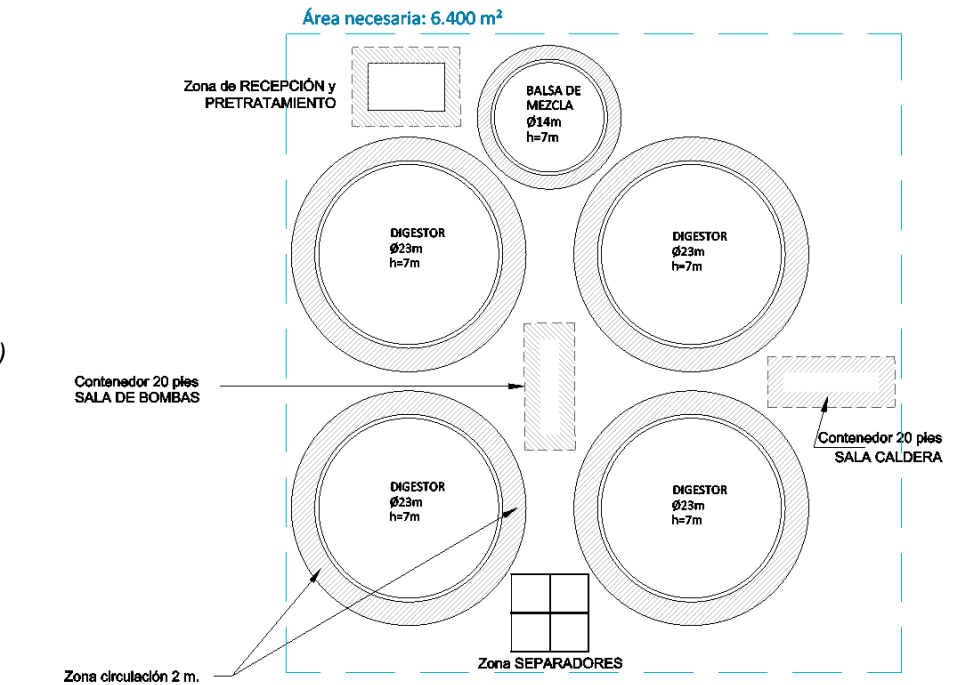 Área necesaria: 6.400 m²
Zona de RECEPCIÓN y
PRETRATAMIENTO
BALSA DE
MEZCLA
Ø14m
h=7m
DIGESTOR
Ø23m
h=7m
DIGESTOR
Ø23m
h=7m
)
Contenedor 20 pies
SALA DE BOMBAS
Contenedor 20 pies
SALA CALDERA
DIGESTOR
Ø23m
h=7m
DIGESTOR
Ø23m
h=7m
Zona SEPARADORES
Zona circulación 2 m.